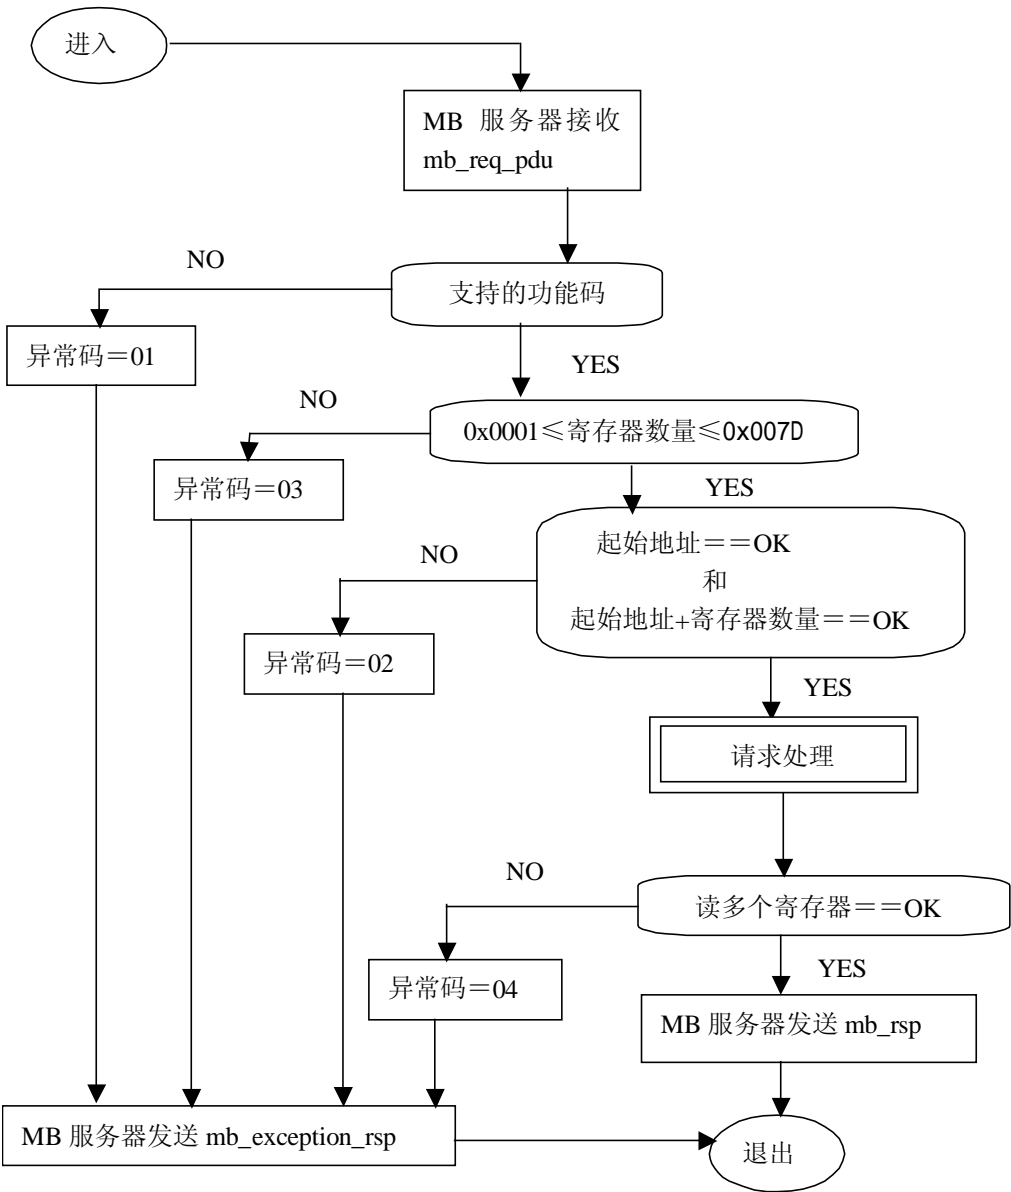 进入
MB 服务器接收
mb_req_pdu
NO
支持的功能码
异常码＝01
YES
NO
0x0001≤寄存器数量≤0x007D
异常码＝03
YES
起始地址＝＝OK
NO
和
起始地址+寄存器数量＝＝OK
异常码＝02
YES
请求处理
NO
读多个寄存器＝＝OK
YES
异常码＝04
MB 服务器发送 mb_rsp
MB 服务器发送 mb_exception_rsp
退出